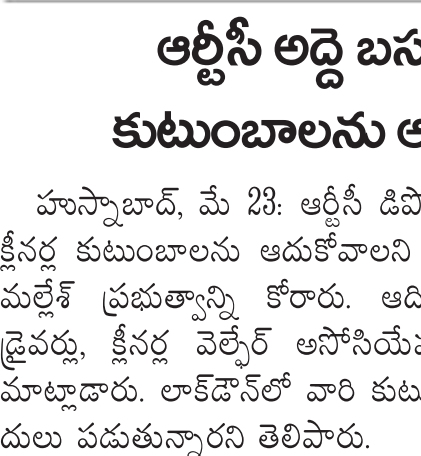 ఆర్టీసీ అద్దె బస
కుటుంబాలను అ
హుస్నాబాద్, మే 23: ఆర్టీసీ డిపో
క్లీనర్ల కుటుంబాలను ఆదుకోవాలని
మల్లేశ్ ప్రభుత్వాన్ని కోరారు. ఆది
డ్రైవర్లు, క్లీనర్ల వెల్ఫేర్ అసోసియే
మాట్లాడారు. లాక్‌డౌన్‌లో వారి కుటు
దులు పడుతున్నారని తెలిపారు.